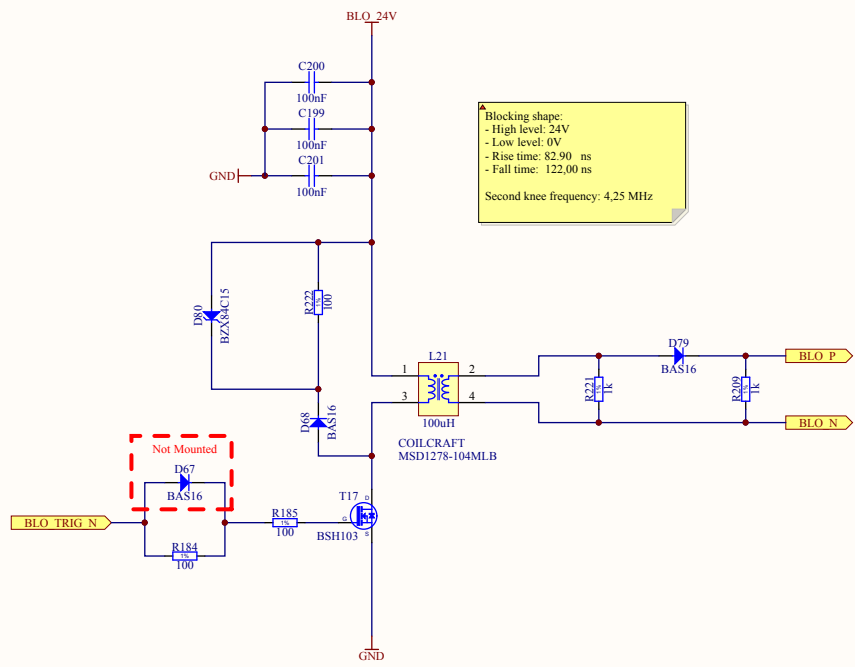 BLO_24V
C200
100nF
C199
100nF
C201
100nF
GND
Blocking shape:
- High level: 24V
- Low level: 0V
- Rise time: 82.90 ns
- Fall time: 122,00 ns
Second knee frequency: 4,25 MHz
D80
BZX84C15
R222
1%
100
L21
1
2
3
4
100uH
COILCRAFT
MSD1278-104MLB
D79
BAS16
BLO_P
R221
1%
1k
R209
1%
1k
BLO_N
D68
BAS16
Not Mounted
D67
BAS16
BLO_TRIG_N
R184
1%
100
R185
1%
100
T17
D
G
S
BSH103
GND